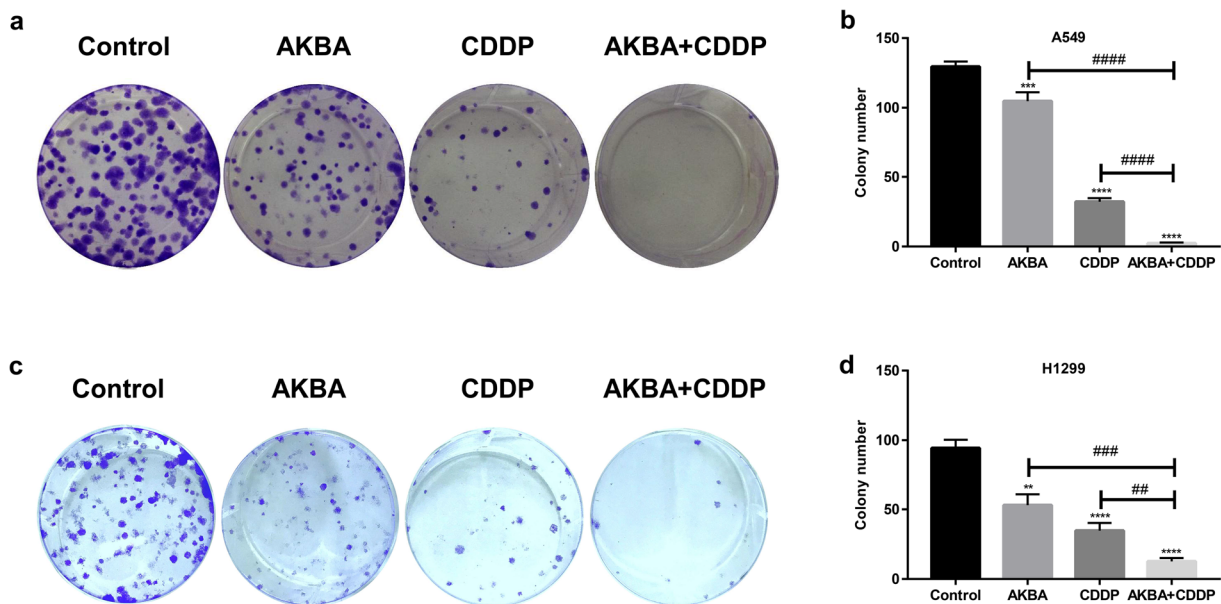 a
Control AKBA CDDP AKBA+CDDP
b
A549
Colony number
150
100
50
0
####
***
####
****
****
Control AKBA CDDP AKBA+CDDP
c
Control AKBA CDDP AKBA+CDDP
d
H1299
Colony number
150
100
50
0
###
**
##
****
****
Control AKBA CDDP AKBA+CDDP